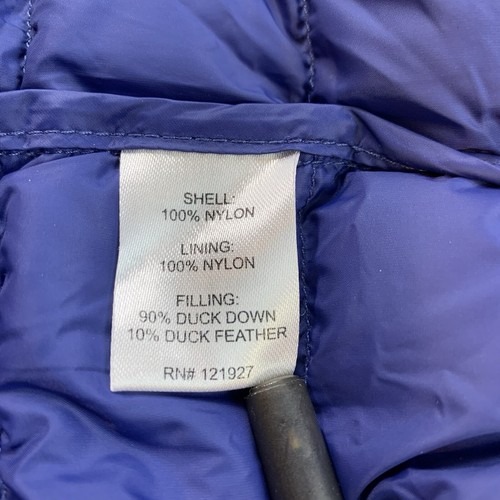 SHELL:
100% NYLON
LINING:
100% NYLON
FILLING:
90% DUCK DOWN
10% DUCK FEATHER
RN# 121927